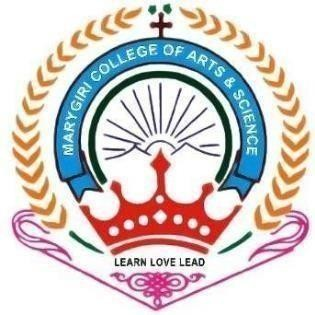 MARYGIRI COLLEGE OF ARTS & SCIENCE
LEARN LOVE LEAD